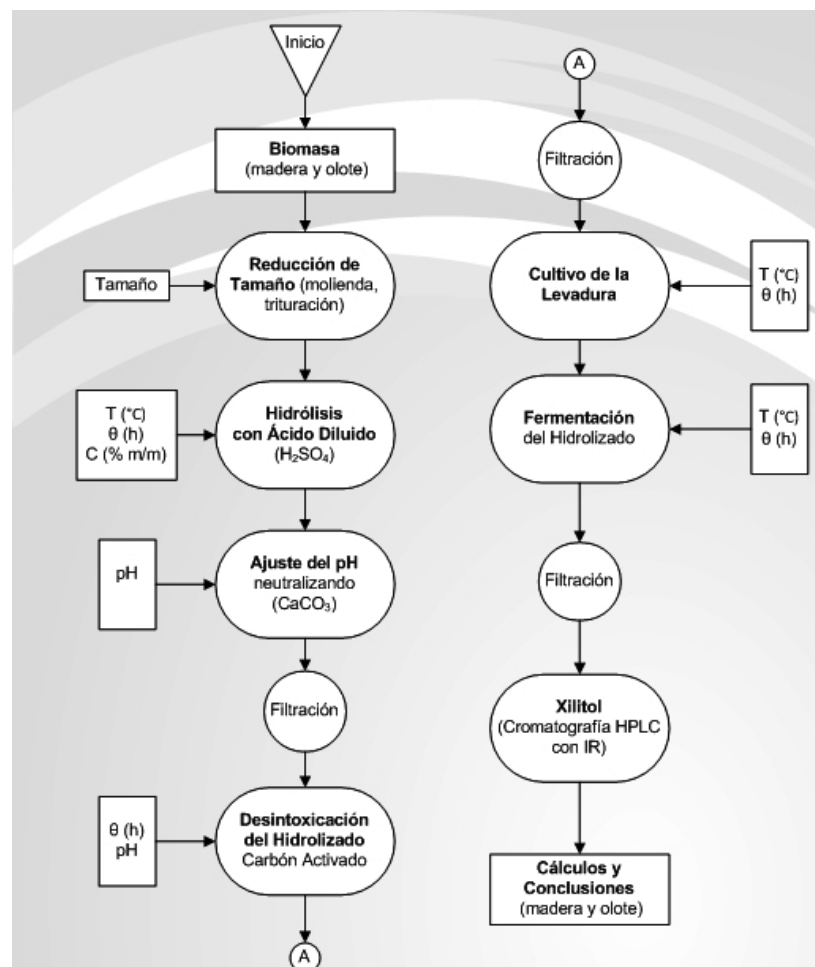 Inicio
Biomasa
(madera y olote)
Tamaño
Reducción de
Tamaño (molienda,
trituración)
T (°C)
θ (h)
C (% m/m)
Hidrólisis
con Ácido Diluido
(H₂SO₄)
pH
Ajuste del pH
neutralizando
(CaCO₃)
Filtración
θ (h)
pH
Desintoxicación
del Hidrolizado
Carbón Activado
A
A
Filtración
Cultivo de la
Levadura
T (°C)
θ (h)
Fermentación
del Hidrolizado
T (°C)
θ (h)
Filtración
Xilitol
(Cromatografía HPLC
con IR)
Cálculos y
Conclusiones
(madera y olote)